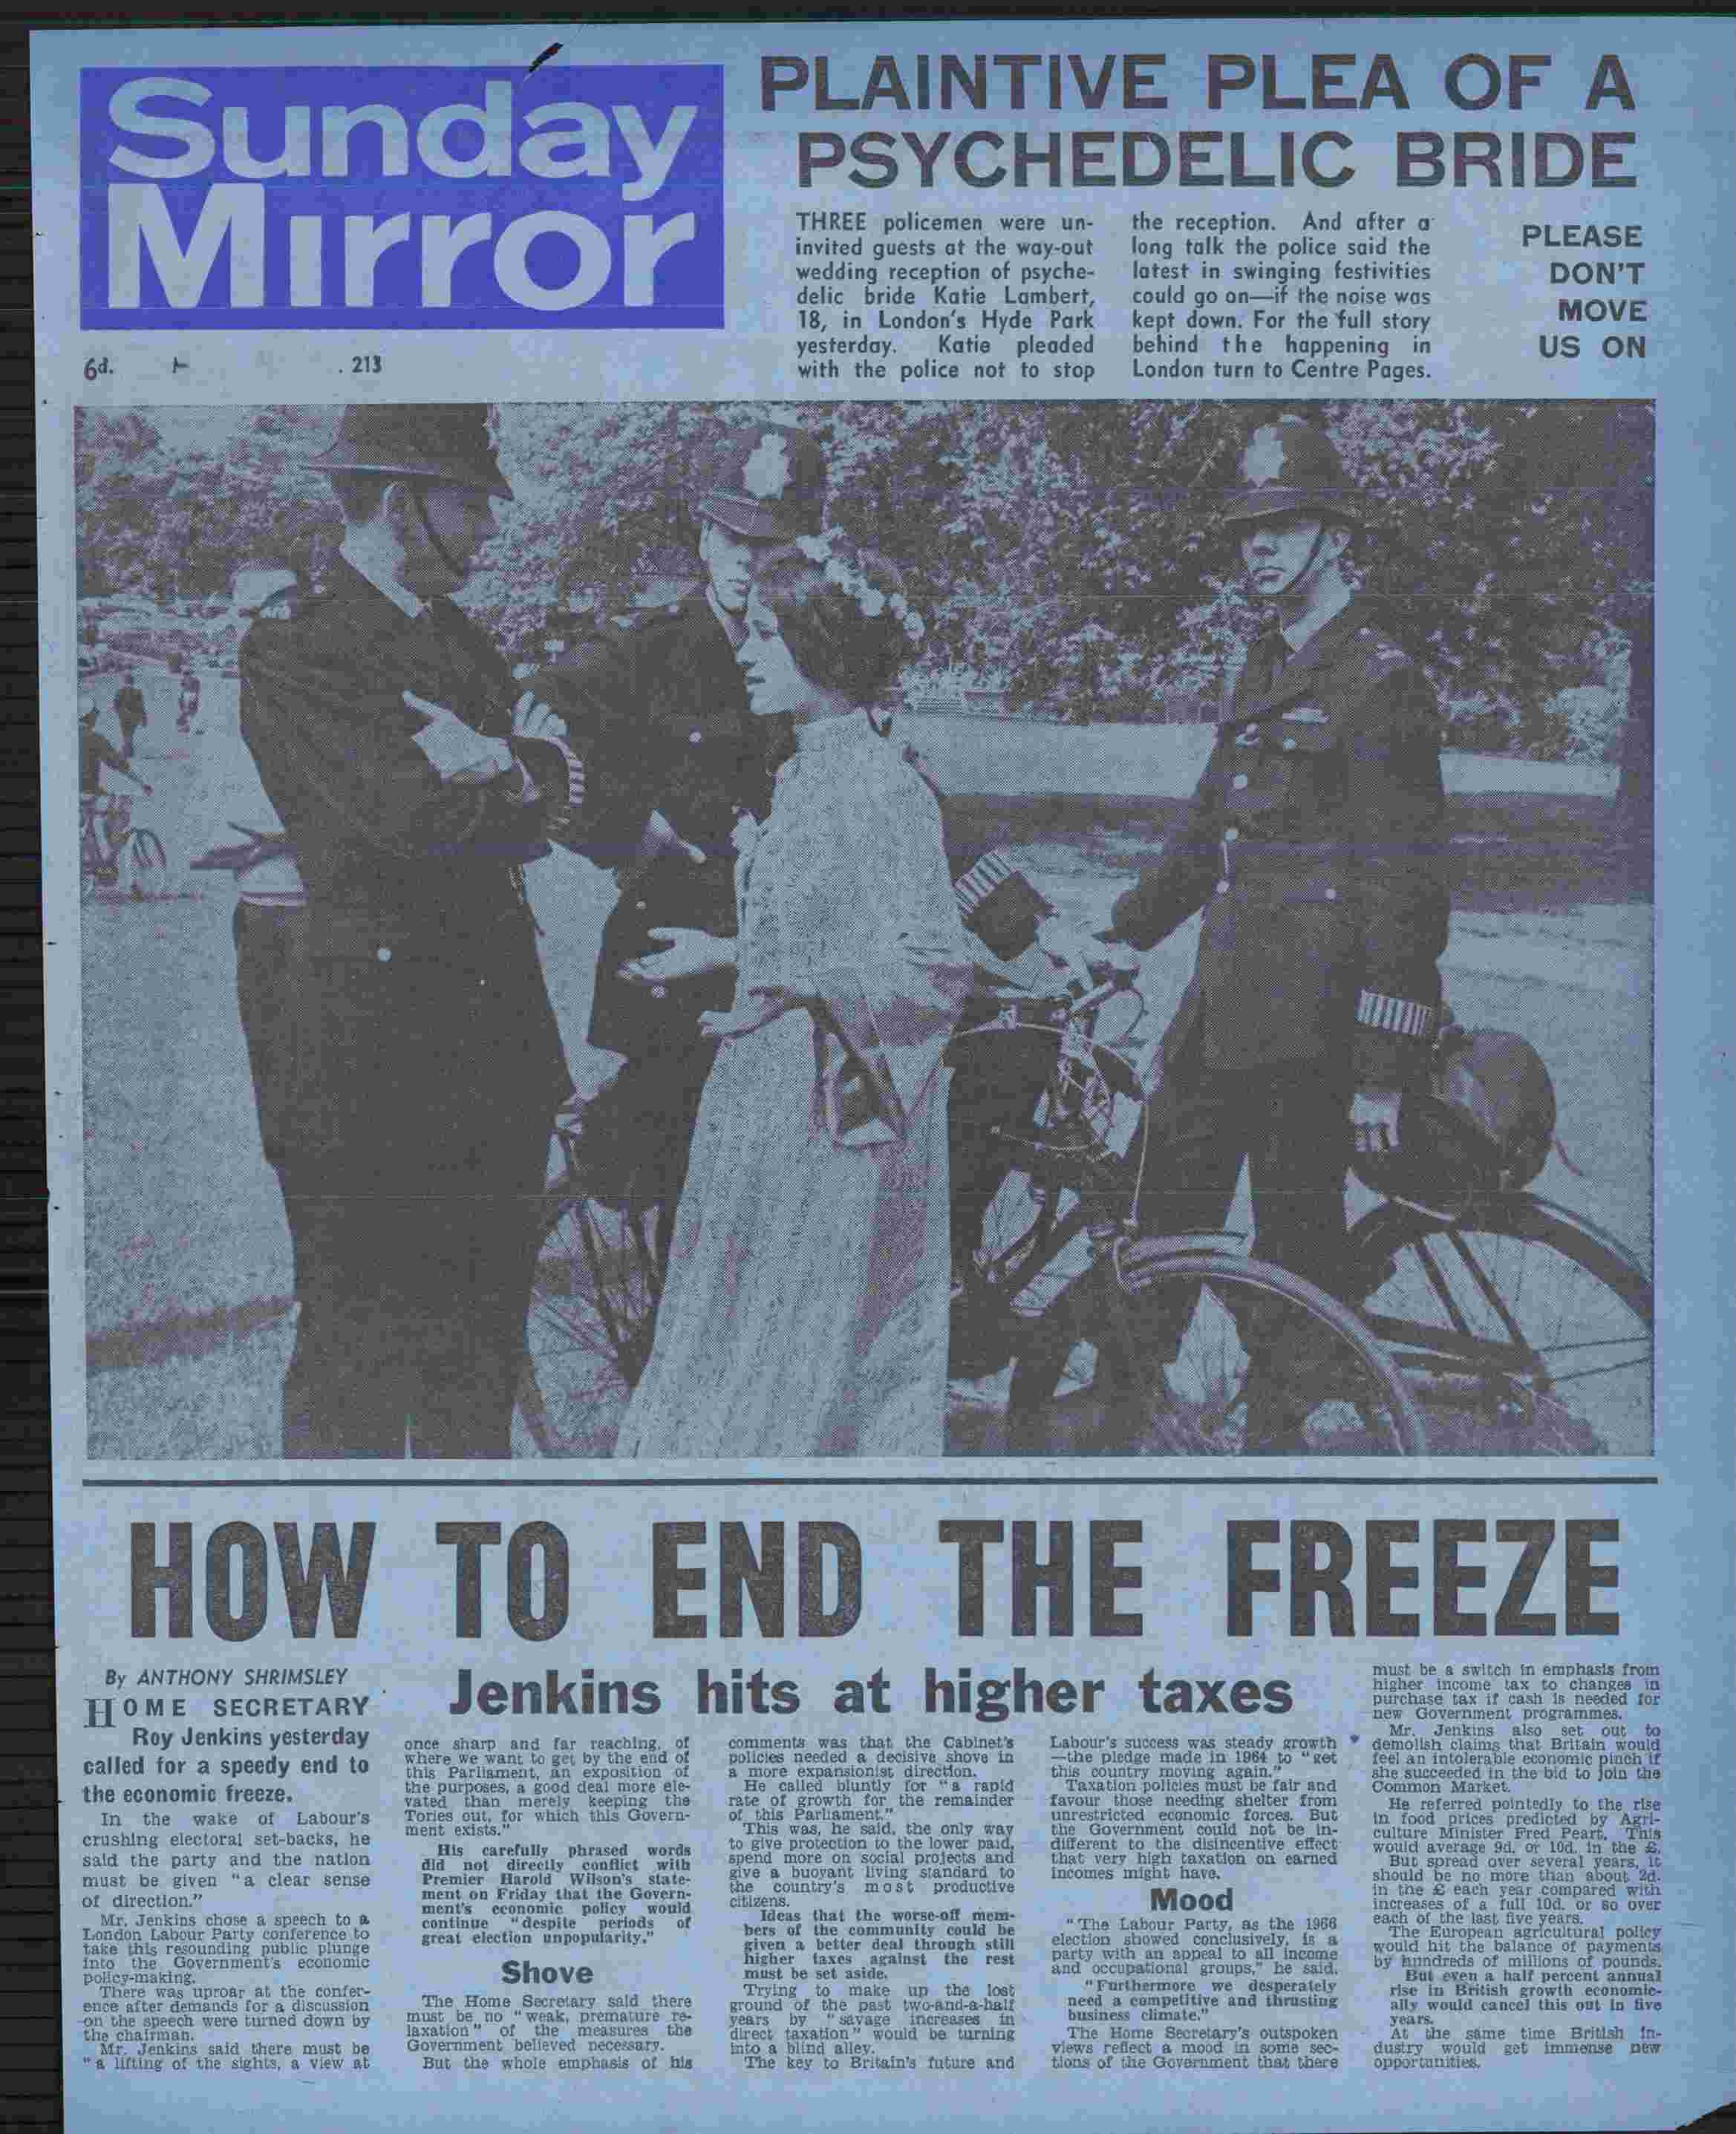 Sunday
Mirror
6d.
. 213
PLAINTIVE PLEA OF A
PSYCHEDELIC BRIDE
THREE policemen were un-
invited guests at the way-out
wedding reception of psyche-
delic bride Katie Lambert,
18, in London's Hyde Park
yesterday. Katie pleaded
with the police not to stop
the reception. And after a
long talk the police said the
latest in swinging festivities
could go on—if the noise was
kept down. For the full story
behind the happening in
London turn to Centre Pages.
PLEASE
DON'T
MOVE
US ON
HOW TO END THE FREEZE
Jenkins hits at higher taxes
By ANTHONY SHRIMSLEY
HOME SECRETARY
Roy Jenkins yesterday
called for a speedy end to
the economic freeze.
In the wake of Labour's
crushing electoral set-backs, he
said the party and the nation
must be given "a clear sense
of direction."
Mr. Jenkins chose a speech to a
London Labour Party conference to
take this resounding public plunge
into the Government's economic
policy-making.
There was uproar at the confer-
ence after demands for a discussion
on the speech were turned down by
the chairman.
Mr. Jenkins said there must be
"a lifting of the sights, a view at
once sharp and far reaching, of
where we want to get by the end of
this Parliament, an exposition of
the purposes, a good deal more ele-
vated than merely keeping the
Tories out, for which this Govern-
ment exists."
His carefully phrased words
did not directly conflict with
Premier Harold Wilson's state-
ment on Friday that the Govern-
ment's economic policy would
continue "despite periods of
great election unpopularity."
Shove
The Home Secretary said there
must be no "weak, premature re-
laxation" of the measures the
Government believed necessary.
But the whole emphasis of his
comments was that the Cabinet's
policies needed a decisive shove in
a more expansionist direction.
He called bluntly for "a rapid
rate of growth for the remainder
of this Parliament."
This was, he said, the only way
to give protection to the lower paid,
spend more on social projects and
give a buoyant living standard to
the country's most productive
citizens.
Ideas that the worse-off mem-
bers of the community could be
given a better deal through still
higher taxes against the rest
must be set aside.
Trying to make up the lost
ground of the past two-and-a-half
years by "savage increases in
direct taxation" would be turning
into a blind alley.
The key to Britain's future and
Labour's success was steady growth
—the pledge made in 1964 to "get
this country moving again."
Taxation policies must be fair and
favour those needing shelter from
unrestricted economic forces. But
the Government could not be in-
different to the disincentive effect
that very high taxation on earned
incomes might have.
Mood
"The Labour Party, as the 1966
election showed conclusively, is a
party with an appeal to all income
and occupational groups," he said.
"Furthermore we desperately
need a competitive and thrusting
business climate."
The Home Secretary's outspoken
views reflect a mood in some sec-
tions of the Government that there
must be a switch in emphasis from
higher income tax to changes in
purchase tax if cash is needed for
new Government programmes.
Mr. Jenkins also set out to
demolish claims that Britain would
feel an intolerable economic pinch if
she succeeded in the bid to join the
Common Market.
He referred pointedly to the rise
in food prices predicted by Agri-
culture Minister Fred Peart. This
would average 9d. or 10d. in the £.
But spread over several years, it
should be no more than about 2d.
in the £ each year compared with
increases of a full 10d. or so over
each of the last five years.
The European agricultural policy
would hit the balance of payments
by hundreds of millions of pounds.
But even a half percent annual
rise in British growth economic-
ally would cancel this out in five
years.
At the same time British in-
dustry would get immense new
opportunities.